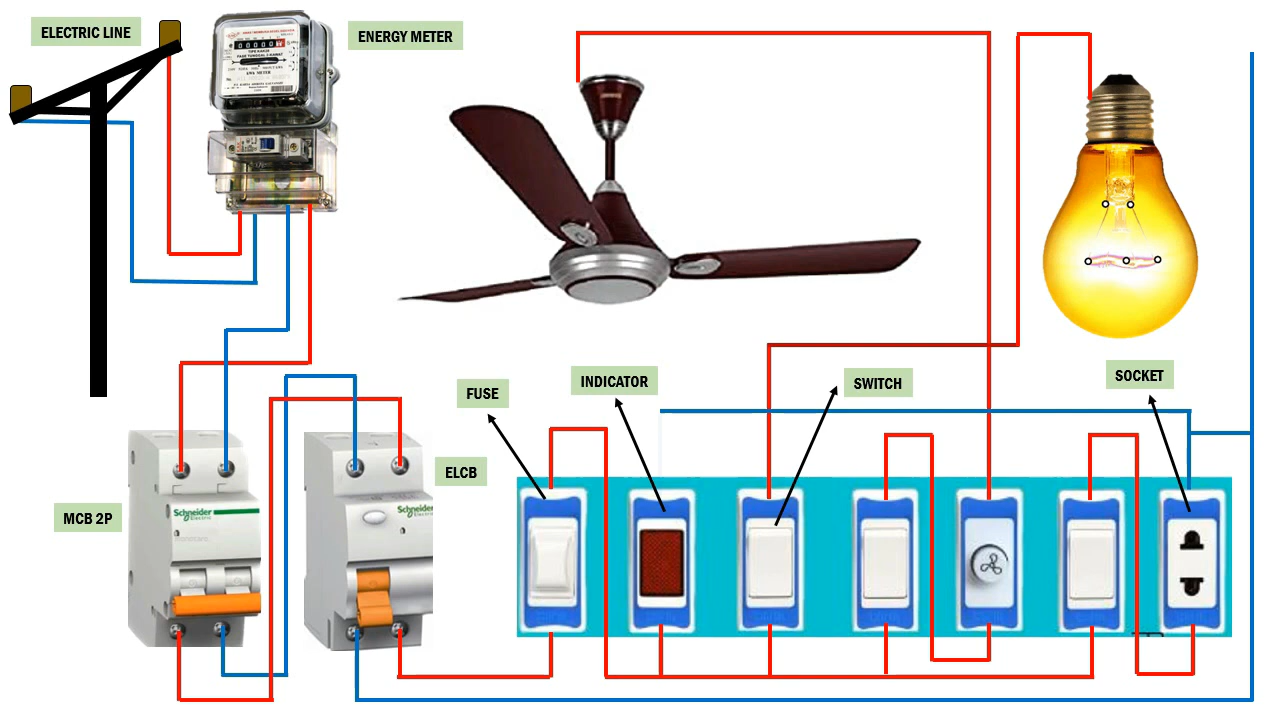 ELECTRIC LINE
ENERGY METER
FUSE
INDICATOR
SWITCH
SOCKET
ELCB
MCB 2P
Schneider
Electric
Schneider
Electric